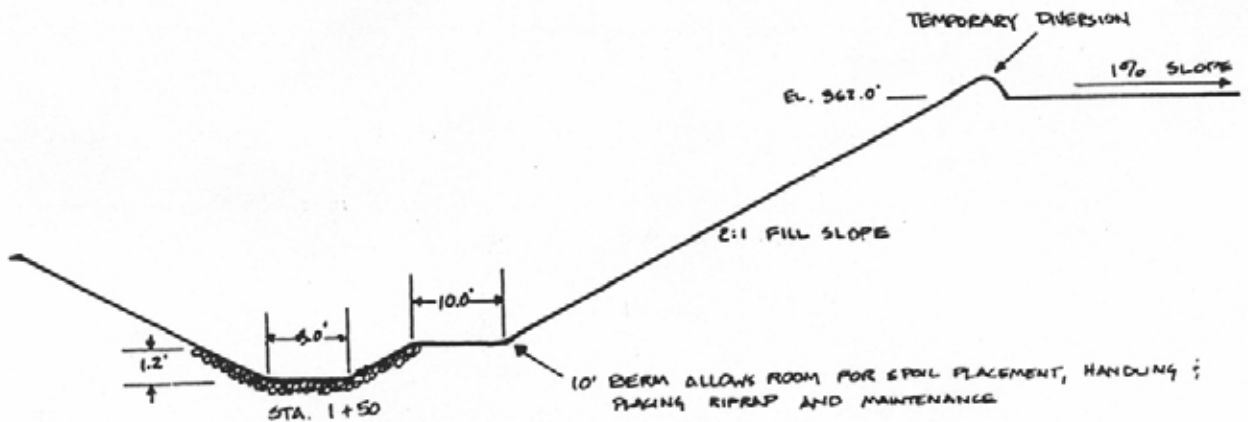 TEMPORARY DIVERSION
1% SLOPE
EL.
2:1 FILL SLOPE
10.0'
8.0'
1.2'
10' BERM ALLOWS ROOM FOR SPOIL PLACEMENT, HANDLING &
PLACING RIPRAP AND MAINTENANCE
STA. 1+50